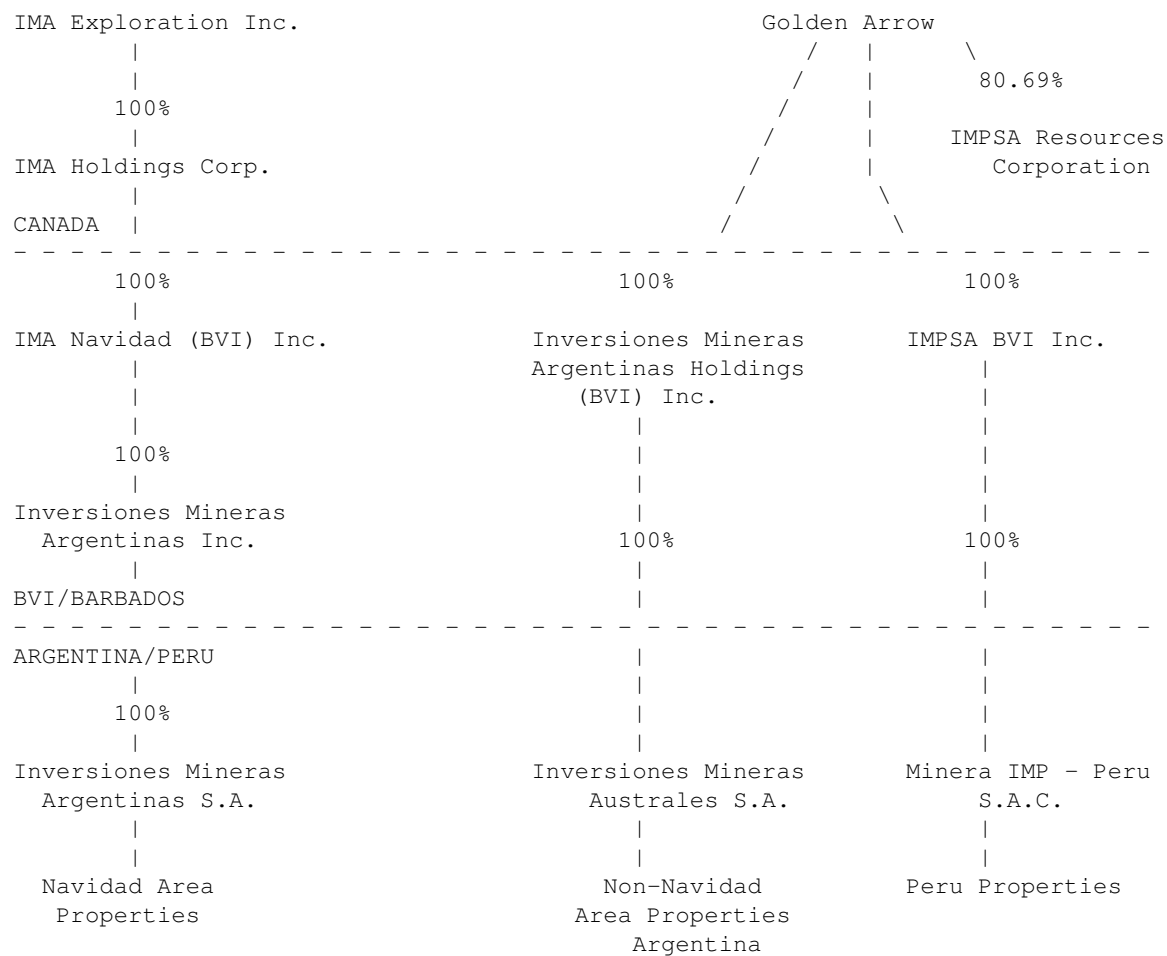 IMA Exploration Inc.                                Golden Arrow
        |                                              /   |      \
        |                                             /    |       80.69%
       100%                                          /     |
        |                                           /      |     IMPSA Resources
IMA Holdings Corp.                                 /       |        Corporation
        |                                         /         \
CANADA  |                                        /           \
- - - - - - - - - - - - - - - - - - - - - - - - - - - - - - - - - - - - - - - -
       100%                               100%                    100%
        |
IMA Navidad (BVI) Inc.              Inversiones Mineras       IMPSA BVI Inc.
        |                           Argentinas Holdings            |
        |                              (BVI) Inc.                  |
        |                                  |                       |
       100%                                |                       |
        |                                  |                       |
Inversiones Mineras                        |                       |
  Argentinas Inc.                         100%                    100%
        |                                  |                       |
BVI/BARBADOS                               |                       |
- - - - - - - - - - - - - - - - - - - - - - - - - - - - - - - - - - - - - - - -
ARGENTINA/PERU                             |                       |
        |                                  |                       |
       100%                                |                       |
        |                                  |                       |
Inversiones Mineras                 Inversiones Mineras       Minera IMP - Peru
  Argentinas S.A.                       Australes S.A.             S.A.C.
        |                                  |                       |
        |                                  |                       |
  Navidad Area                           Non-Navidad          Peru Properties
   Properties                          Area Properties
                                           Argentina